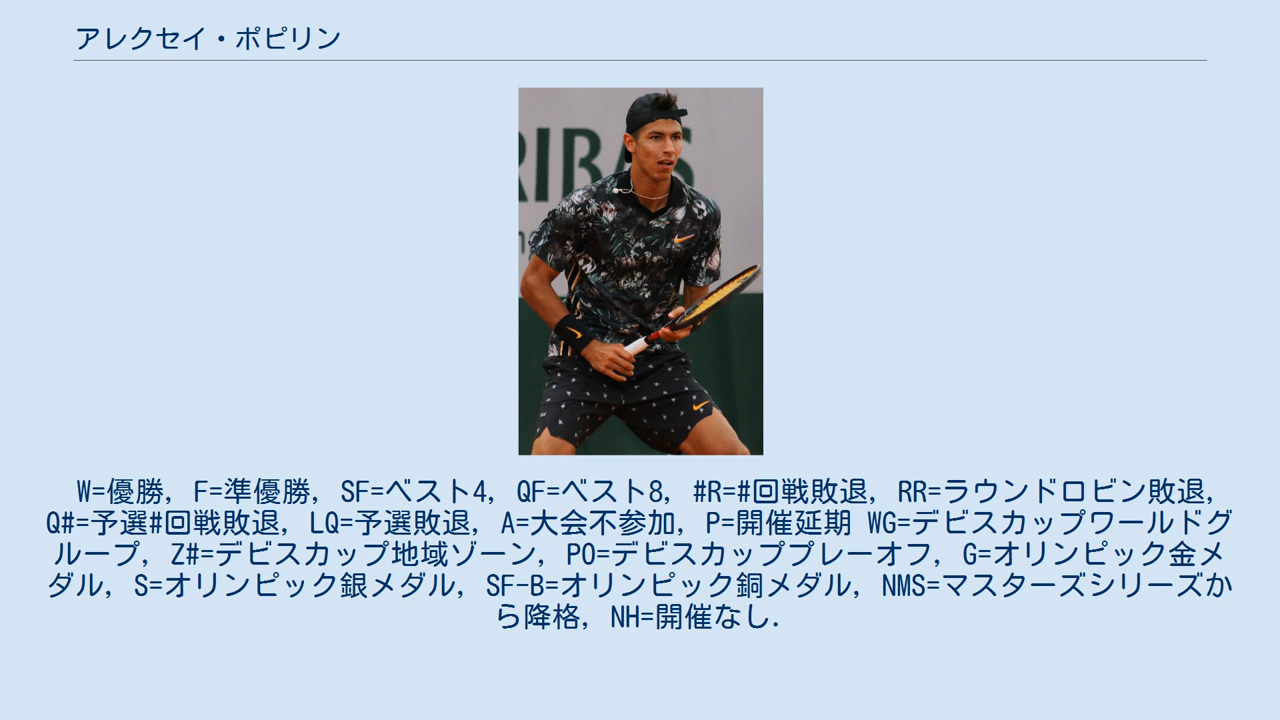 アレクセイ・ポピリン
RIBAS
W=優勝, F=準優勝, SF=ベスト4, QF=ベスト8, #R=#回戦敗退, RR=ラウンドロビン敗退,
Q#=予選#回戦敗退, LQ=予選敗退, A=大会不参加, P=開催延期 WG=デビスカップワールドグ
ループ, Z#=デビスカップ地域ゾーン, PO=デビスカッププレーオフ, G=オリンピック金メ
ダル, S=オリンピック銀メダル, SF-B=オリンピック銅メダル, NMS=マスターズシリーズか
ら降格, NH=開催なし.